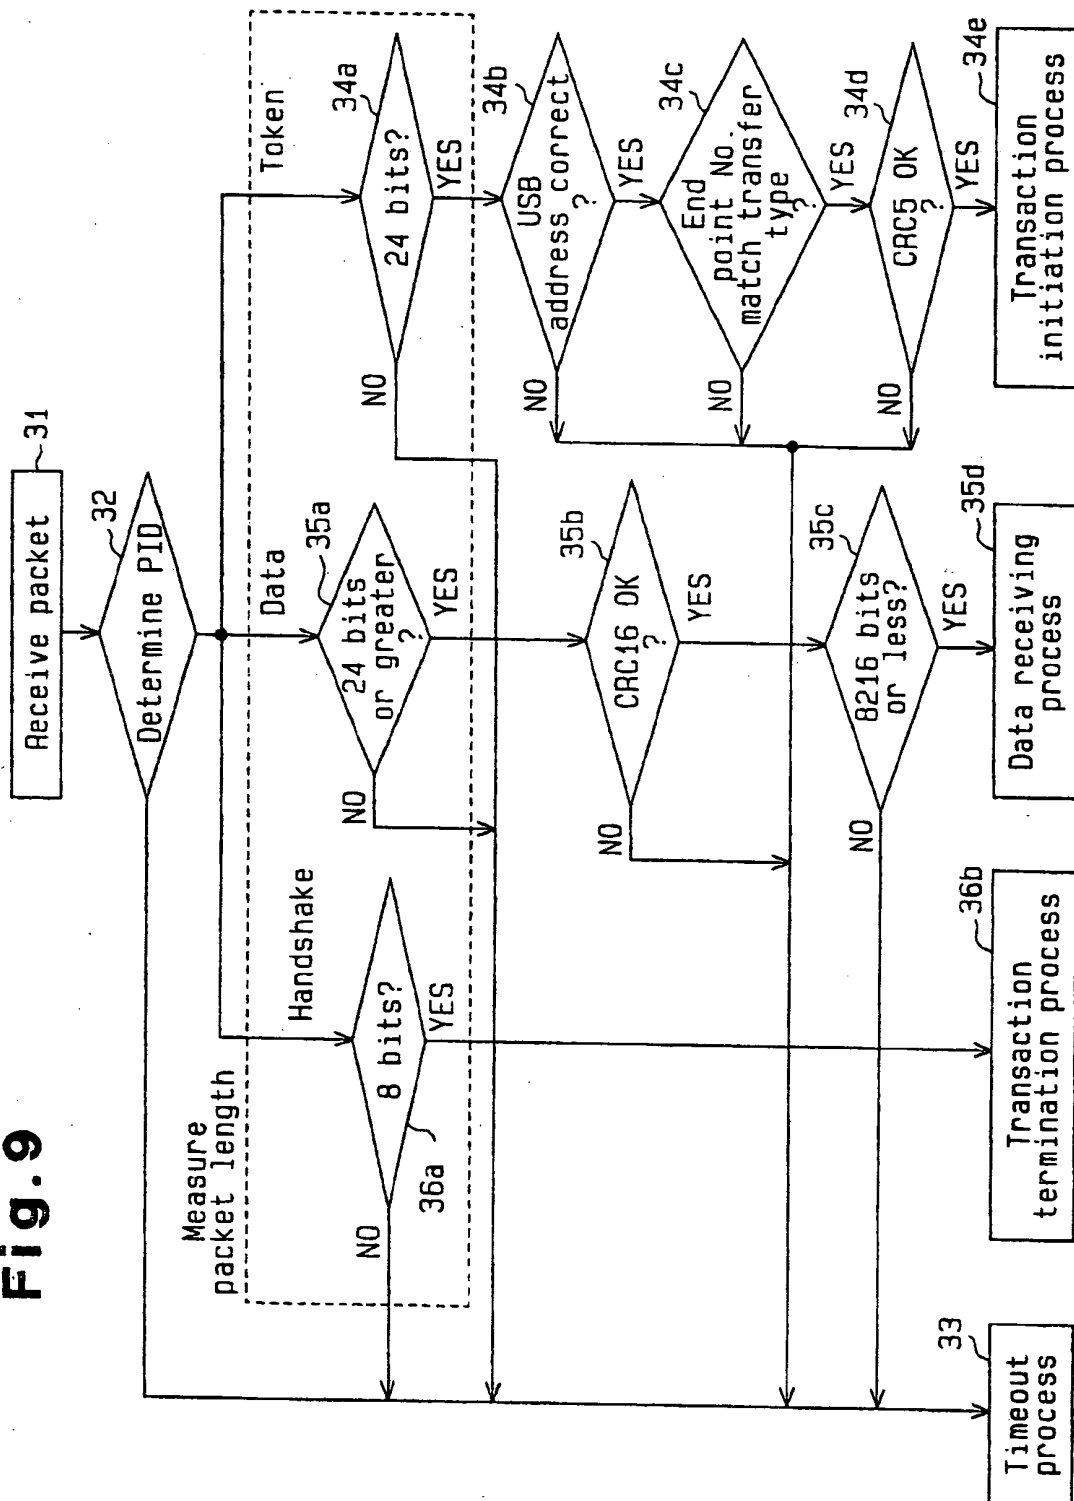 Fig.9
Receive packet
31
32
Determine PID
Measure
packet length
Handshake
8 bits?
36a
NO
YES
Data
35a
24 bits
or greater
?
NO
YES
Token
34a
24 bits?
NO
YES
34b
USB
address correct
?
NO
YES
34c
End
point No.
match transfer
type
?
NO
YES
34d
CRC5 OK
?
NO
YES
35b
CRC16 OK
?
NO
YES
35c
8216 bits
or less?
NO
YES
33
Timeout
process
36b
Transaction
termination process
35d
Data receiving
process
34e
Transaction
initiation process